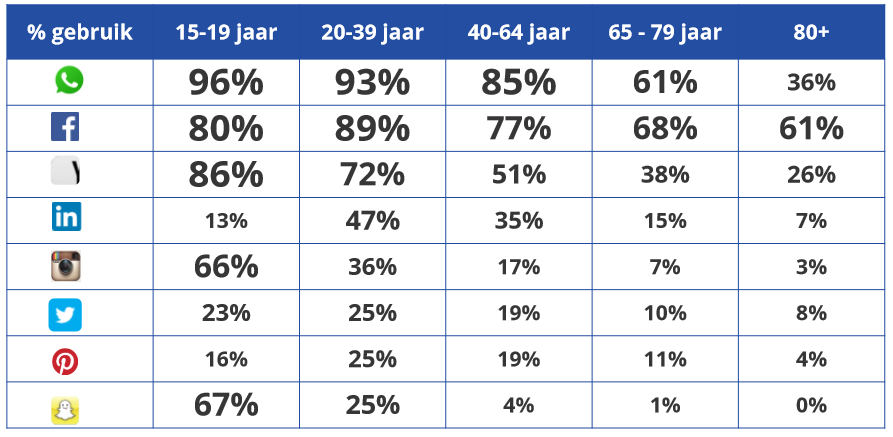 % gebruik 15-19 jaar 20-39 jaar 40-64 jaar 65 - 79 jaar 80+
96% 93% 85% 61% 36%
80% 89% 77% 68% 61%
86% 72% 51% 38% 26%
in 13% 47% 35% 15% 7%
66% 36% 17% 7% 3%
23% 25% 19% 10% 8%
16% 25% 19% 11% 4%
67% 25% 4% 1% 0%